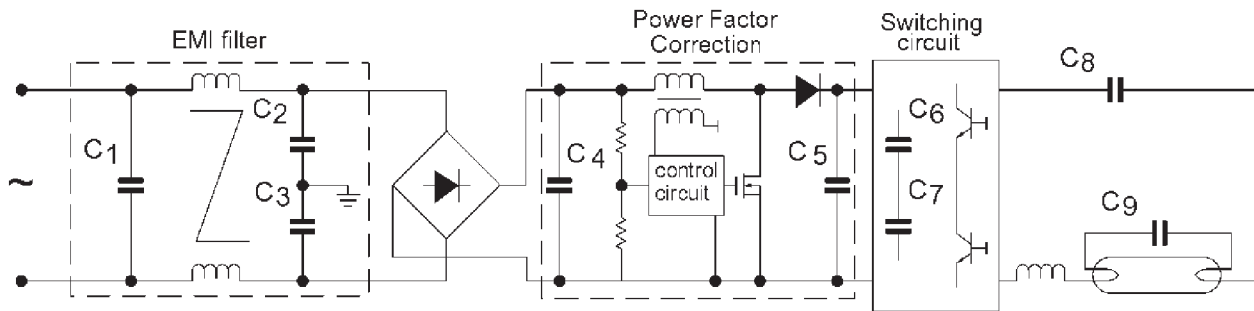 EMI filter
Power Factor
Correction
Switching
circuit
C1
C2
C3
C4
control
circuit
C5
C6
C7
C8
C9
~